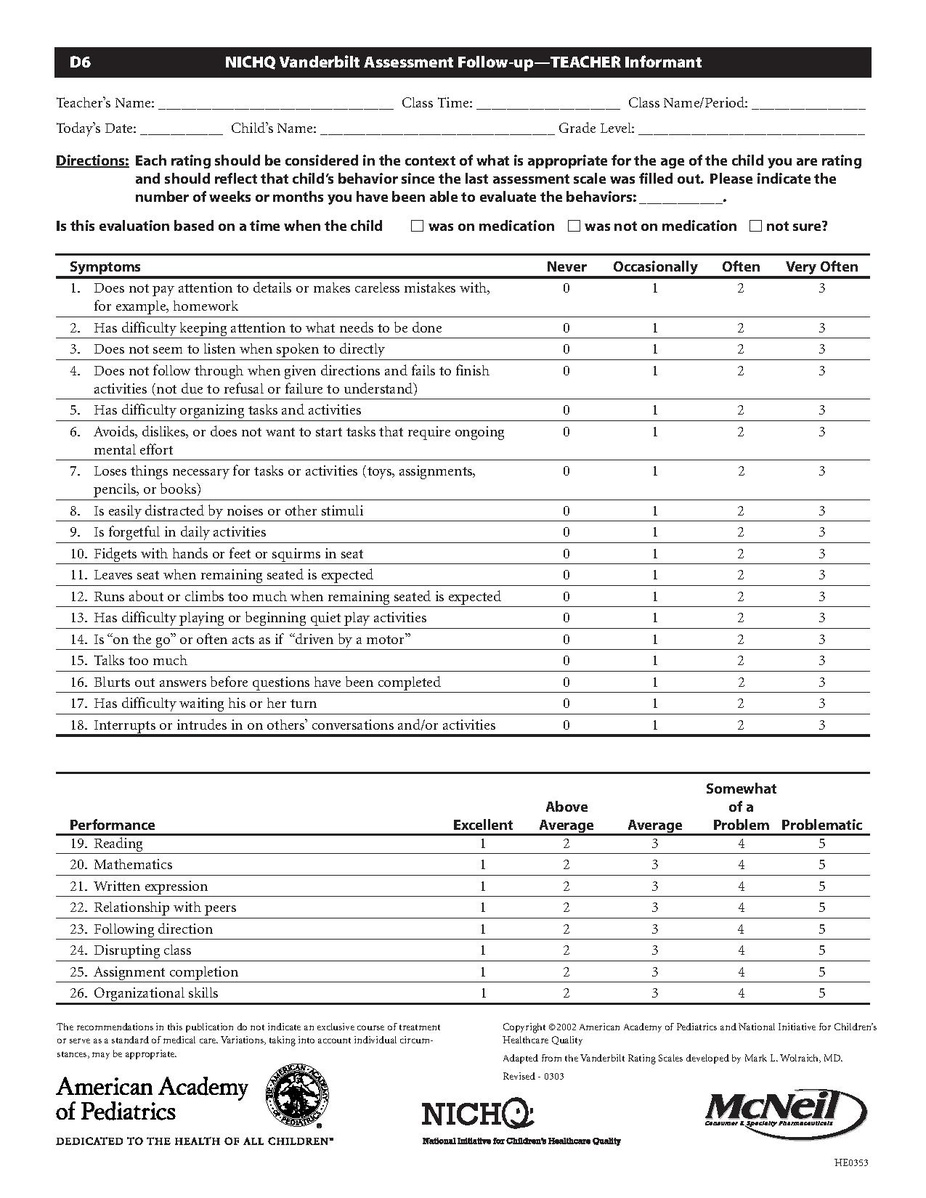 D6 NICHQ Vanderbilt Assessment Follow-up—TEACHER Informant
Teacher's Name: _______________________________ Class Time: ___________________ Class Name/Period: _______________
Today's Date: ___________ Child's Name: _______________________________ Grade Level: ______________________________
Directions: Each rating should be considered in the context of what is appropriate for the age of the child you are rating
and should reflect that child's behavior since the last assessment scale was filled out. Please indicate the
number of weeks or months you have been able to evaluate the behaviors: ___________.
Is this evaluation based on a time when the child ☐ was on medication ☐ was not on medication ☐ not sure?
Symptoms Never Occasionally Often Very Often
1. Does not pay attention to details or makes careless mistakes with, 0 1 2 3
for example, homework
2. Has difficulty keeping attention to what needs to be done 0 1 2 3
3. Does not seem to listen when spoken to directly 0 1 2 3
4. Does not follow through when given directions and fails to finish 0 1 2 3
activities (not due to refusal or failure to understand)
5. Has difficulty organizing tasks and activities 0 1 2 3
6. Avoids, dislikes, or does not want to start tasks that require ongoing 0 1 2 3
mental effort
7. Loses things necessary for tasks or activities (toys, assignments, 0 1 2 3
pencils, or books)
8. Is easily distracted by noises or other stimuli 0 1 2 3
9. Is forgetful in daily activities 0 1 2 3
10. Fidgets with hands or feet or squirms in seat 0 1 2 3
11. Leaves seat when remaining seated is expected 0 1 2 3
12. Runs about or climbs too much when remaining seated is expected 0 1 2 3
13. Has difficulty playing or beginning quiet play activities 0 1 2 3
14. Is "on the go" or often acts as if "driven by a motor" 0 1 2 3
15. Talks too much 0 1 2 3
16. Blurts out answers before questions have been completed 0 1 2 3
17. Has difficulty waiting his or her turn 0 1 2 3
18. Interrupts or intrudes in on others' conversations and/or activities 0 1 2 3
Somewhat
Above of a
Performance Excellent Average Average Problem Problematic
19. Reading 1 2 3 4 5
20. Mathematics 1 2 3 4 5
21. Written expression 1 2 3 4 5
22. Relationship with peers 1 2 3 4 5
23. Following direction 1 2 3 4 5
24. Disrupting class 1 2 3 4 5
25. Assignment completion 1 2 3 4 5
26. Organizational skills 1 2 3 4 5
The recommendations in this publication do not indicate an exclusive course of treatment
or serve as a standard of medical care. Variations, taking into account individual circum-
stances, may be appropriate.
Copyright ©2002 American Academy of Pediatrics and National Initiative for Children's
Healthcare Quality
Adapted from the Vanderbilt Rating Scales developed by Mark L. Wolraich, MD.
Revised - 0303
American Academy
of Pediatrics
DEDICATED TO THE HEALTH OF ALL CHILDREN™
THE AMERICAN ACADEMY OF PEDIATRICS
NICHQ
National Initiative for Children's Healthcare Quality
McNeil
Consumer & Specialty Pharmaceuticals
HE0353